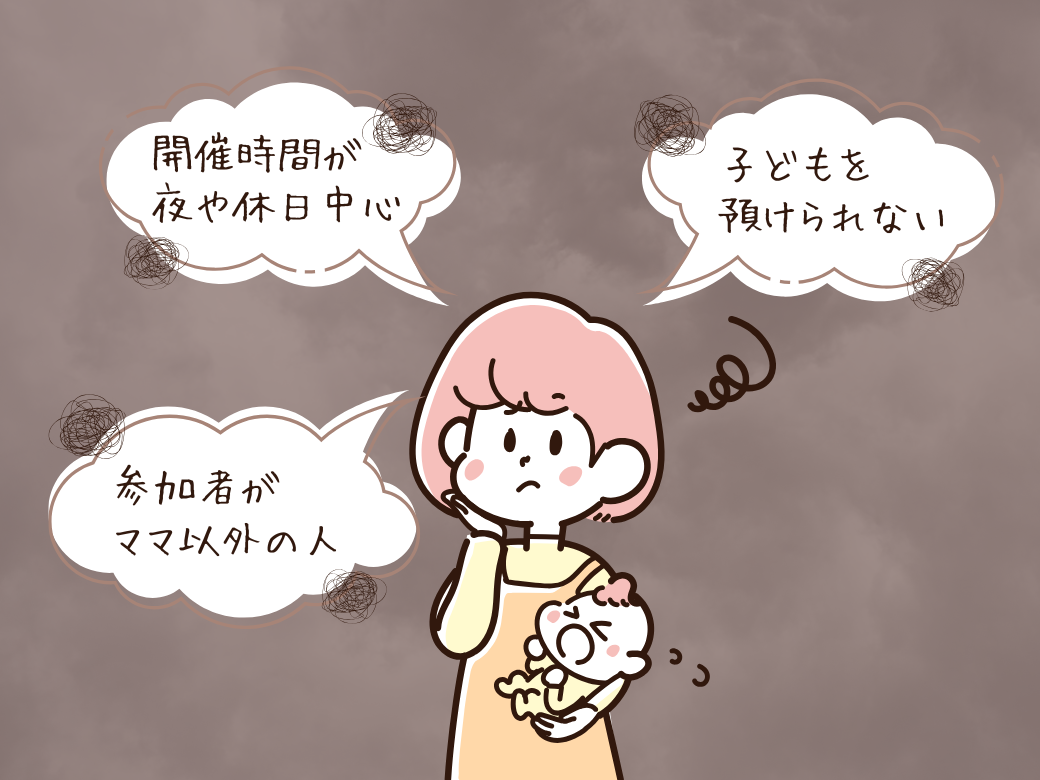 開催時間が
夜や休日中心
子どもを
預けられない
参加者が
ママ以外の人